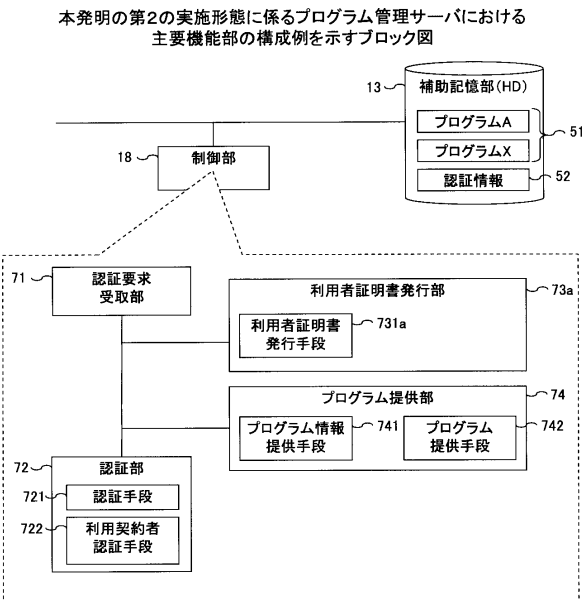 本発明の第2の実施形態に係るプログラム管理サーバにおける
主要機能部の構成例を示すブロック図
13
補助記憶部(HD)
プログラムA
51
プログラムX
認証情報
52
18
制御部
71
認証要求
受取部
利用者証明書発行部
73a
利用者証明書
発行手段
731a
プログラム提供部
74
プログラム情報
提供手段
741
プログラム
提供手段
742
72
認証部
721
認証手段
722
利用契約者
認証手段